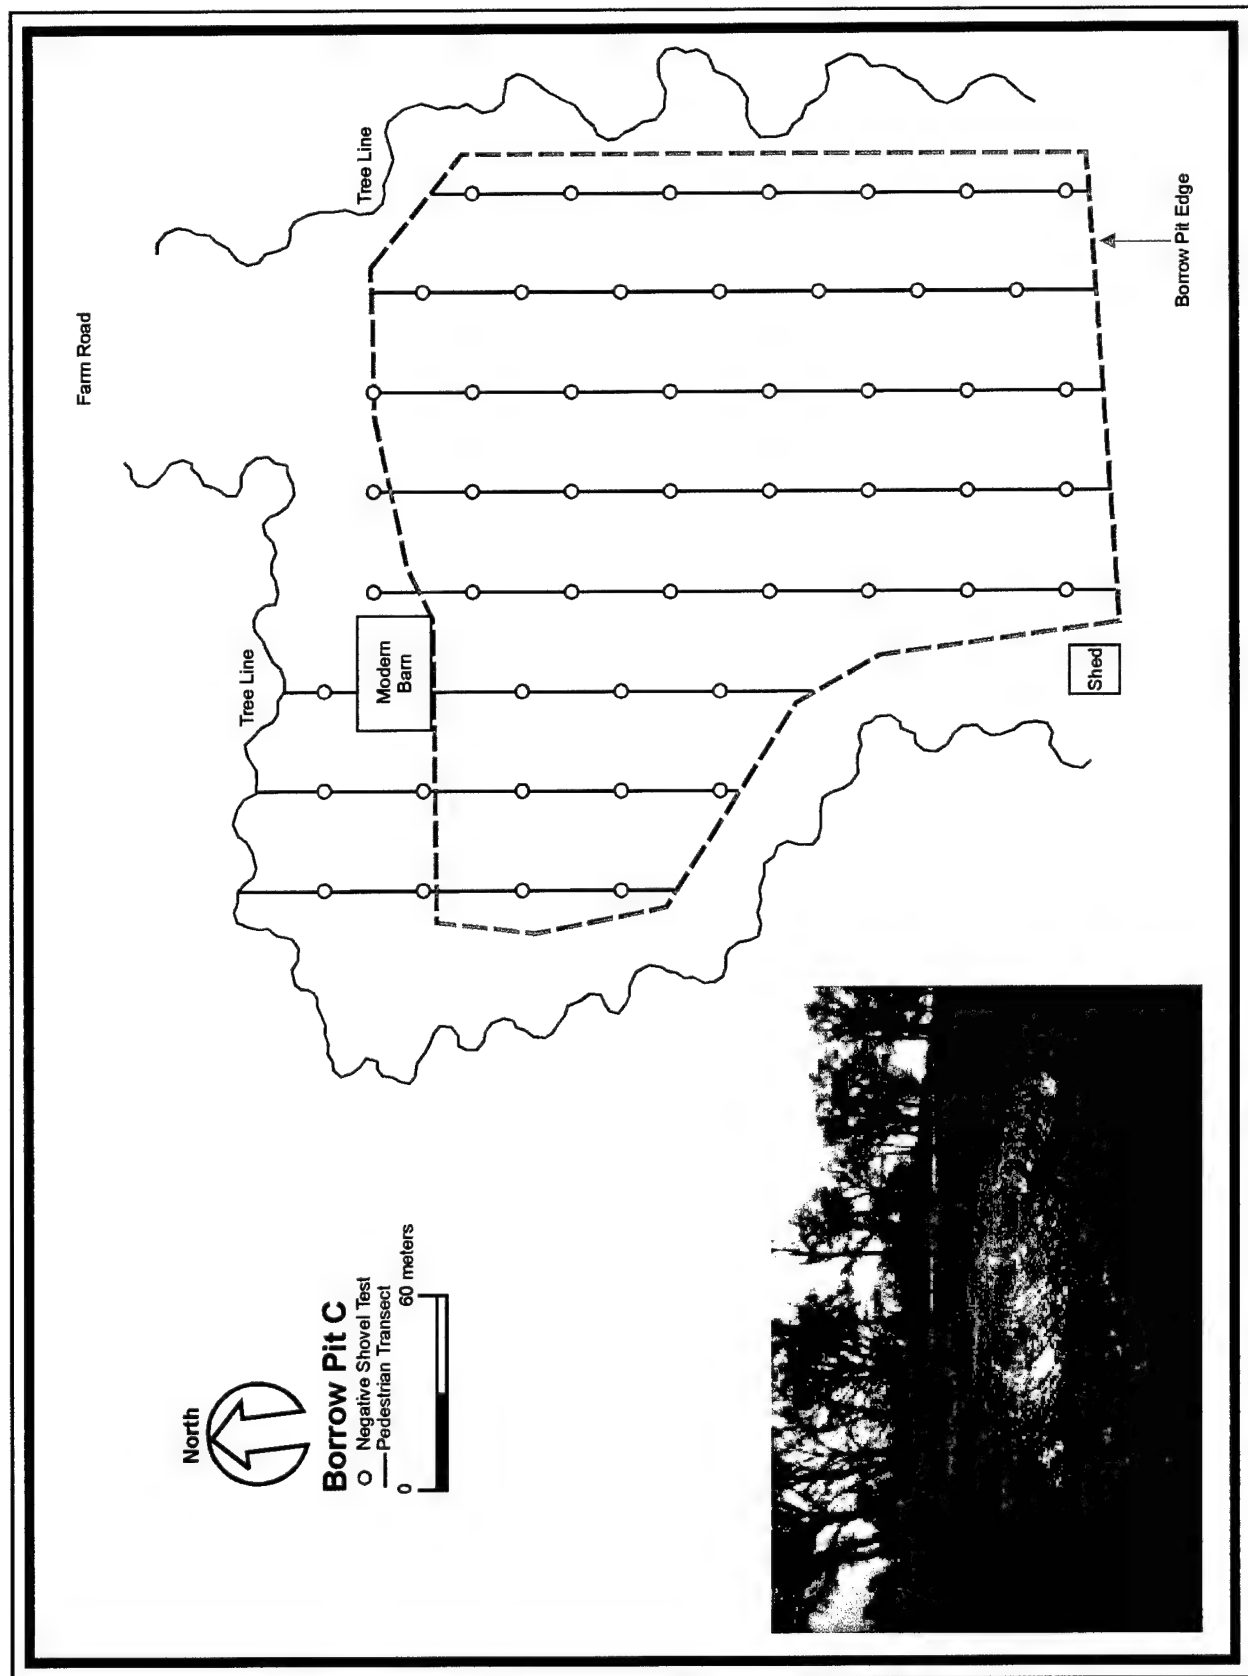 North
Borrow Pit C
Negative Shovel Test
Pedestrian Transect
0
60 meters
Tree Line
Modern
Barn
Farm Road
Tree Line
Shed
Borrow Pit Edge